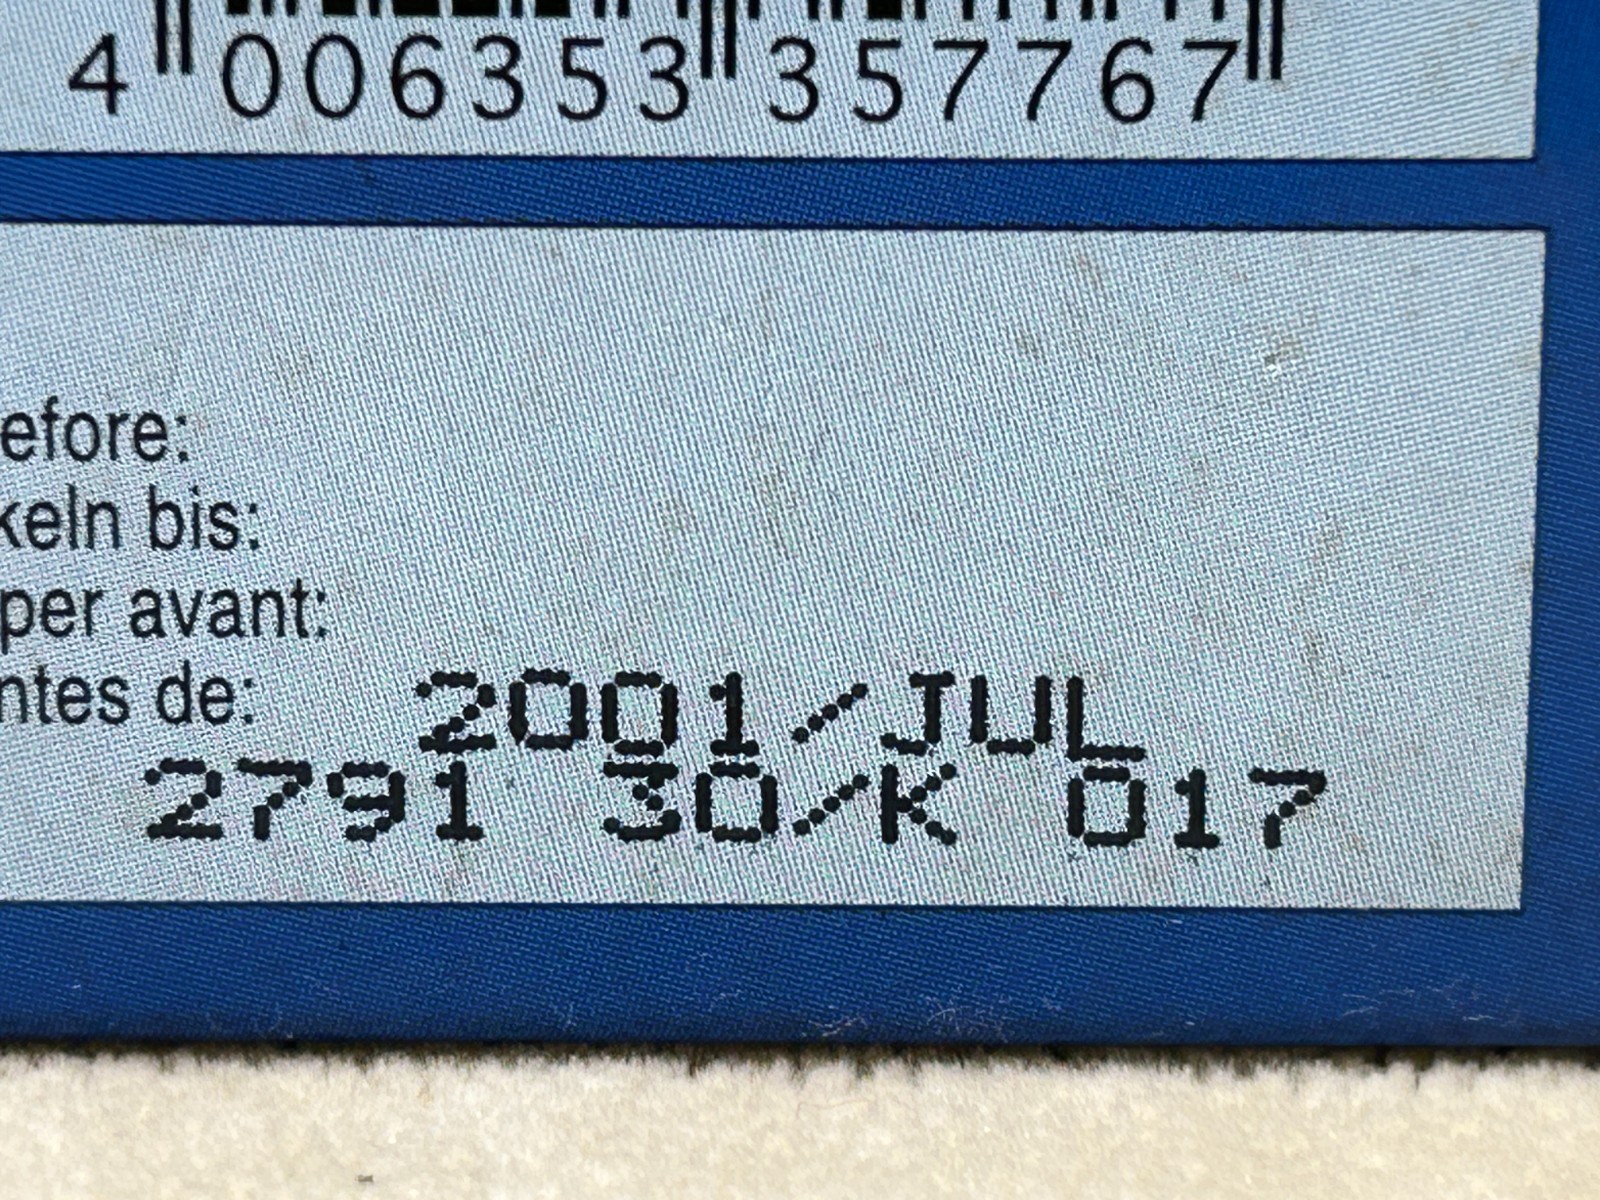 4 006353 357767
efore:
keln bis:
per avant:
ntes de: 2001/JUL
2791 30/K 017